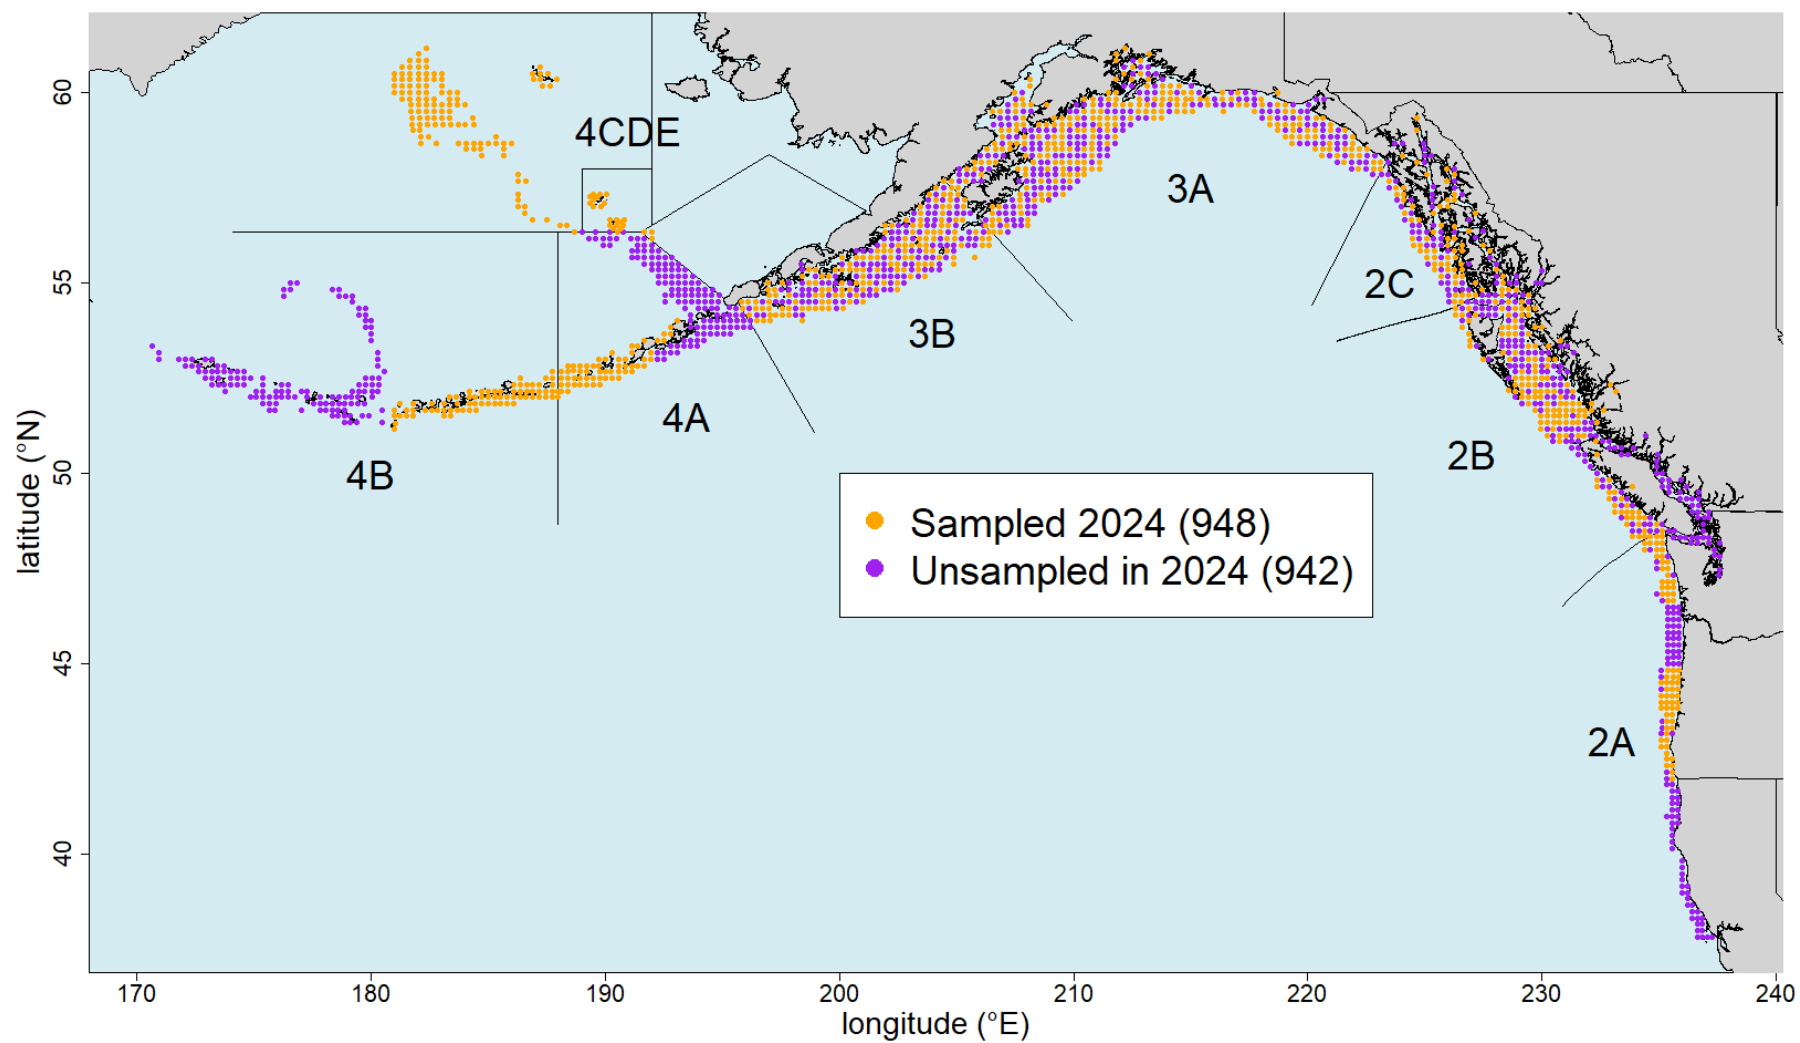 60
55
50
45
40
latitude (°N)
4CDE
3A
2C
3B
4A
2B
4B
Sampled 2024 (948)
Unsampled in 2024 (942)
2A
170
180
190
200
210
220
230
240
longitude (°E)